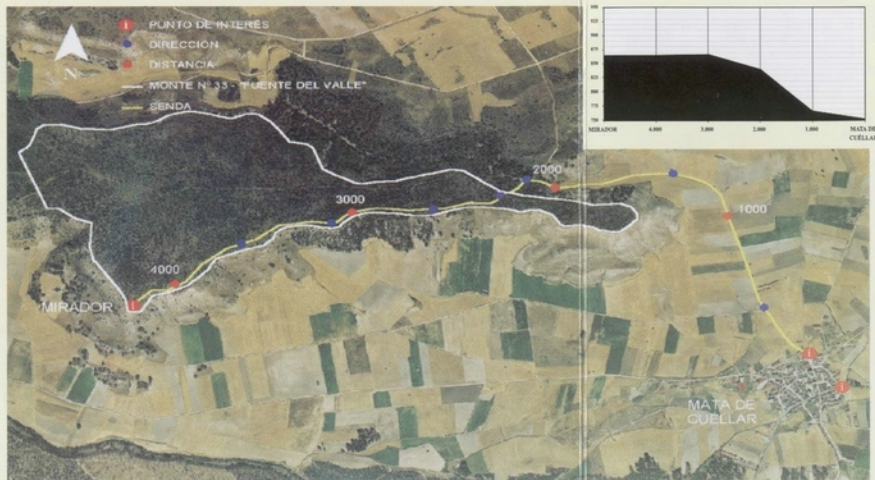 N
PUNTO DE INTERÉS
DIRECCIÓN
DISTANCIA
MONTE Nº 33 - "FUENTE DEL VALLE"
SENDA
MIRADOR
4.000
3.000
2.000
1.000
MATA DE
CUÉLLAR
2000
3000
1000
4000
MIRADOR
MATA DE
CUELLAR
i
i
i
i